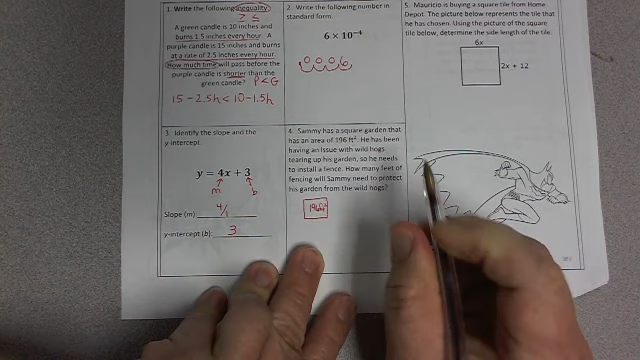 1. Write the following inequality.
> ≤
A green candle is 10 inches and
burns 1.5 inches every hour. A
purple candle is 15 inches and burns
at a rate of 2.5 inches every hour.
How much time will pass before the
purple candle is shorter than the
green candle? P < G
15 - 2.5h < 10 - 1.5h
2. Write the following number in
standard form.
6 × 10⁻⁴
3. Identify the slope and the
y intercept
y = 4x + 3
m
b
Slope (m) 4/1
y-intercept (b): 3
4. Sammy has a square garden that
has an area of 196 ft². He has been
having an issue with wild hogs
tearing up his garden, so he needs
to install a fence. How many feet of
fencing will Sammy need to protect
his garden from the wild hogs?
5. Mauricio is buying a square tile from Home
Depot. The picture below represents the tile that
he has chosen. Using the picture of the square
tile below, determine the side length of the tile.
6x
2x + 12